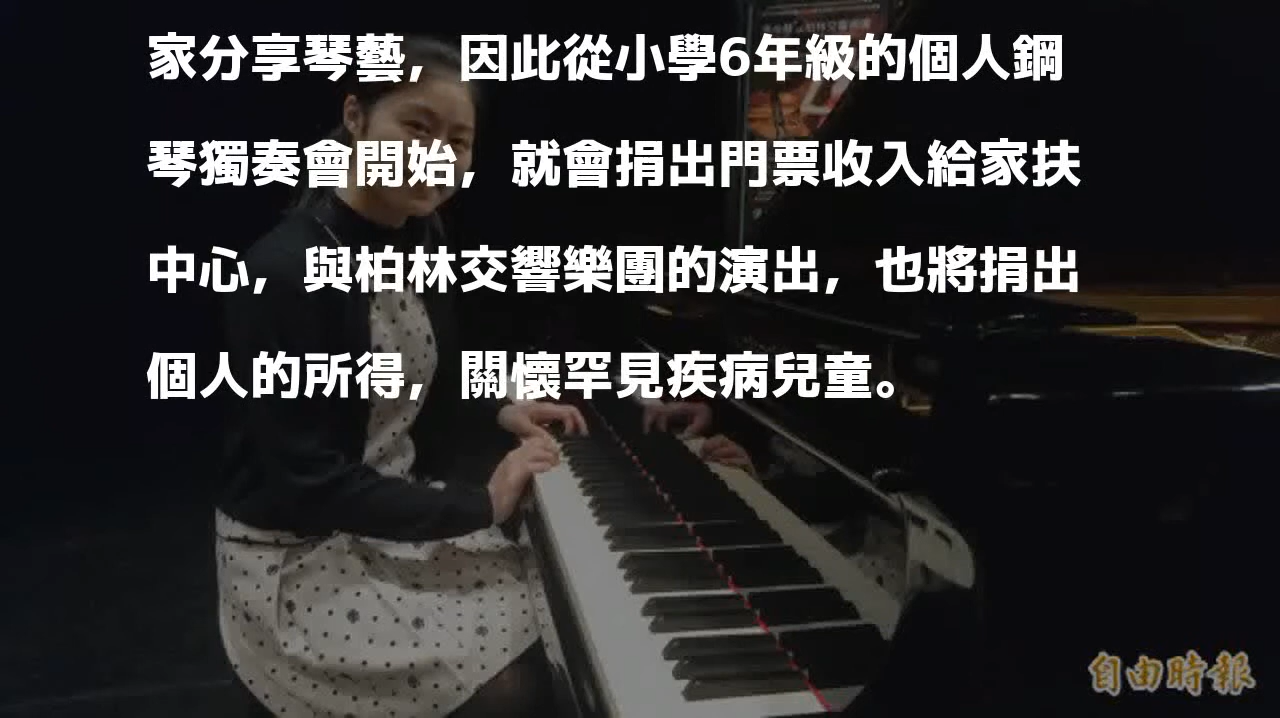 家分享琴藝，因此從小學6年級的個人鋼
琴獨奏會開始，就會捐出門票收入給家扶
中心，與柏林交響樂團的演出，也將捐出
個人的所得，關懷罕見疾病兒童。
自由時報